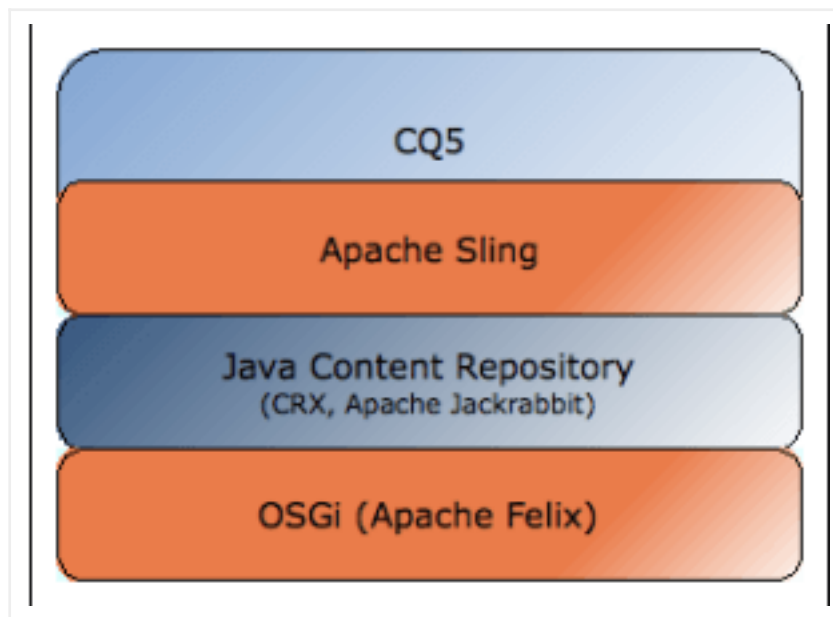 CQ5
Apache Sling
Java Content Repository
(CRX, Apache Jackrabbit)
OSGi (Apache Felix)